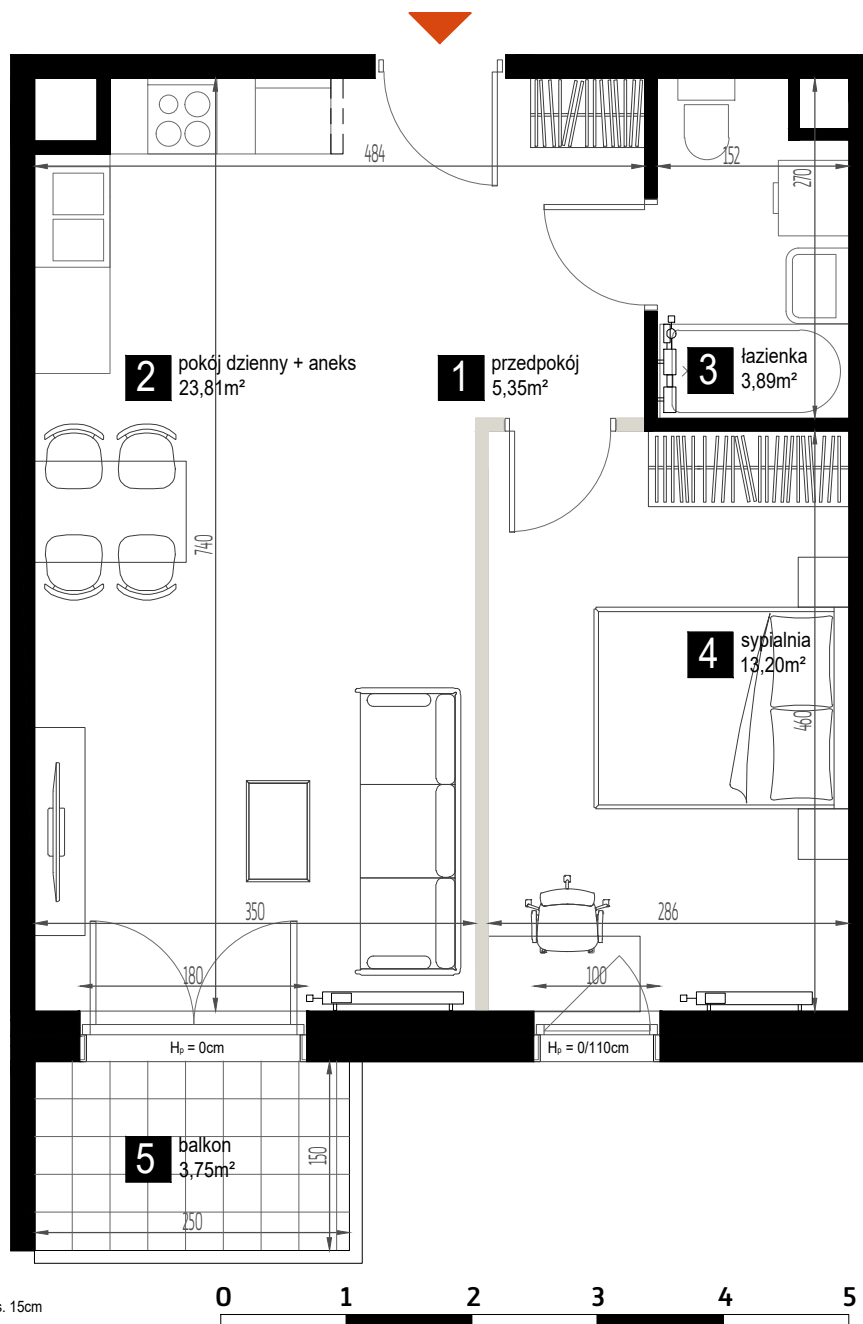 484
152
270
2 pokój dzienny + aneks
23,81m²
1 przedpokój
5,35m²
3 łazienka
3,89m²
740
4 sypialnia
13,20m²
460
350
286
180
100
Hₚ = 0cm
Hₚ = 0/110cm
5 balkon
3,75m²
150
250
15cm
0 1 2 3 4 5